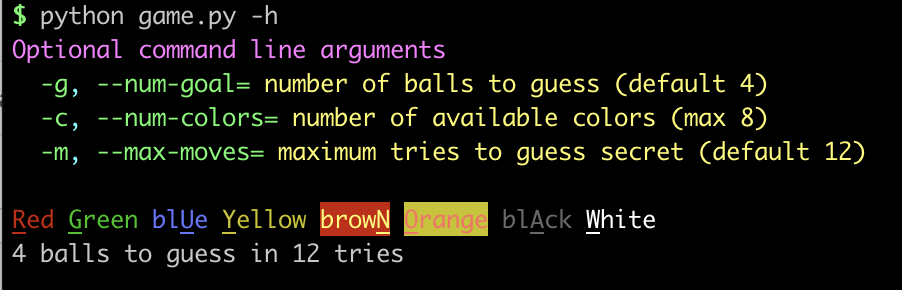 $ python game.py -h
Optional command line arguments
-g, --num-goal= number of balls to guess (default 4)
-c, --num-colors= number of available colors (max 8)
-m, --max-moves= maximum tries to guess secret (default 12)
Red Green blUe Yellow browN Orange blAck White
4 balls to guess in 12 tries